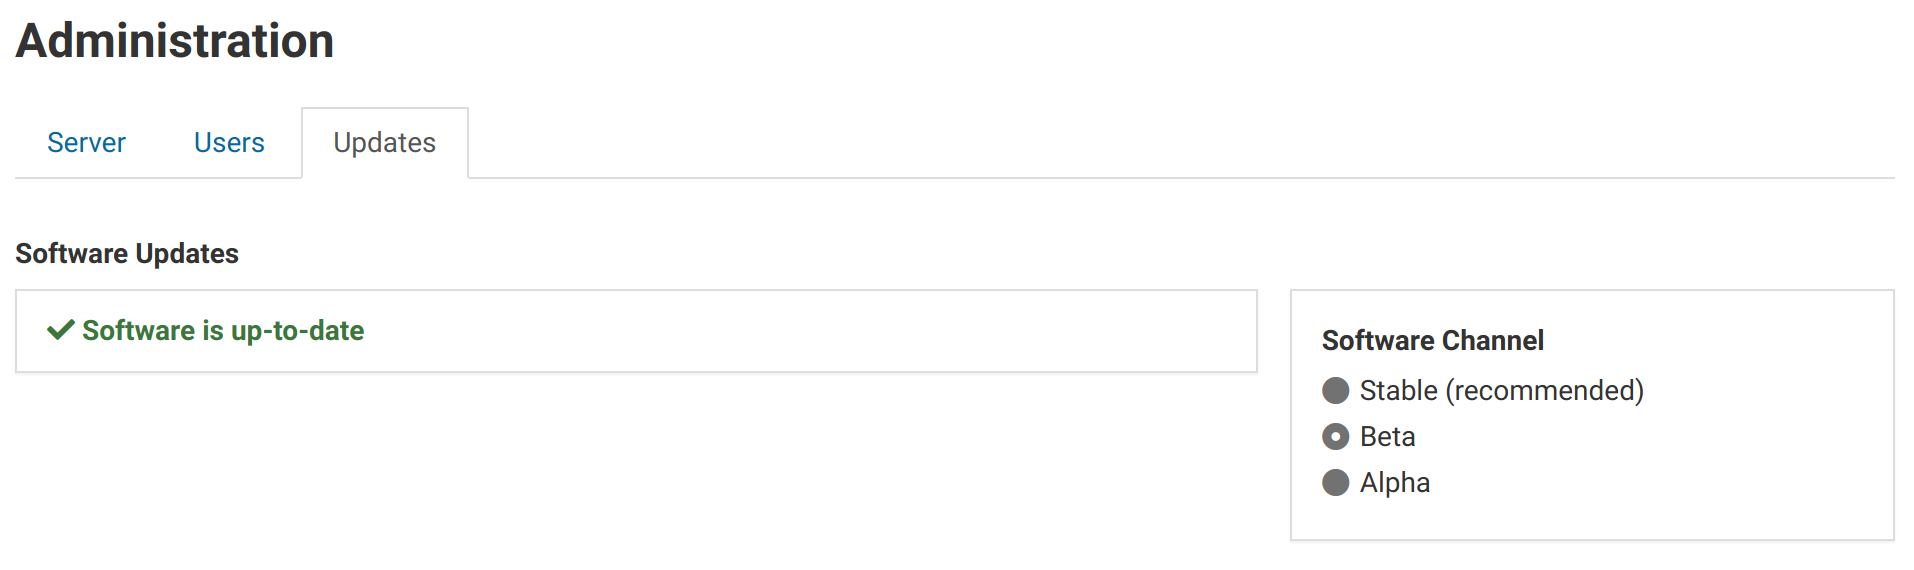 Administration
Server Users Updates
Software Updates
Software is up-to-date
Software Channel
Stable (recommended)
Beta
Alpha